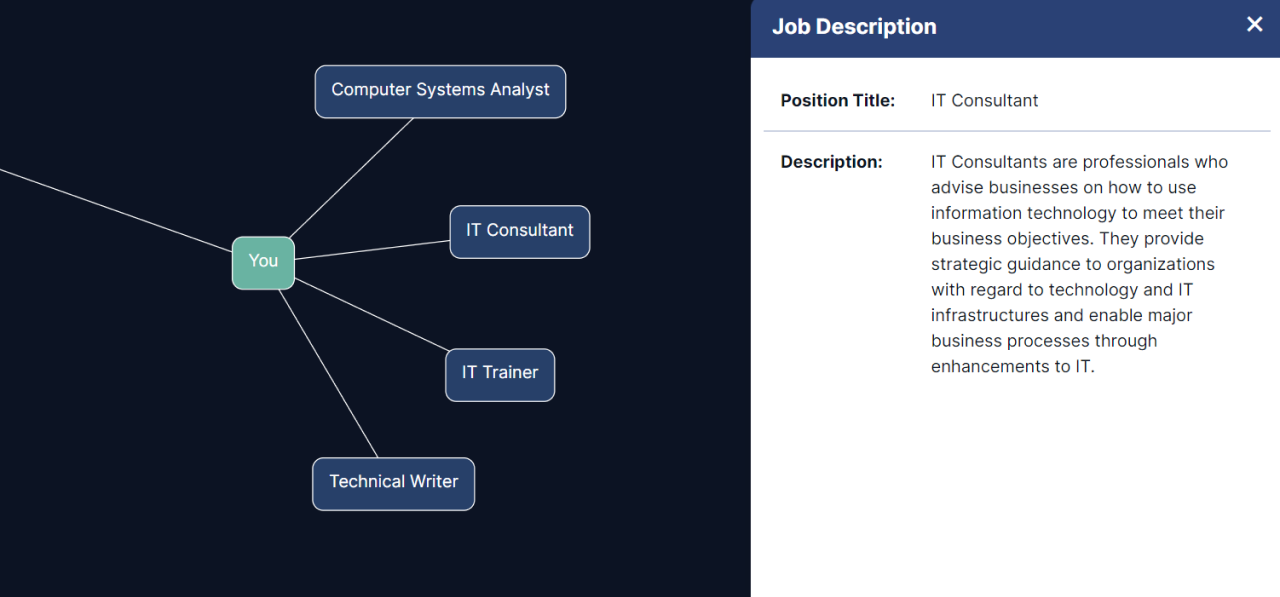 Computer Systems Analyst
IT Consultant
You
IT Trainer
Technical Writer
Job Description
Position Title: IT Consultant
Description: IT Consultants are professionals who
advise businesses on how to use
information technology to meet their
business objectives. They provide
strategic guidance to organizations
with regard to technology and IT
infrastructures and enable major
business processes through
enhancements to IT.